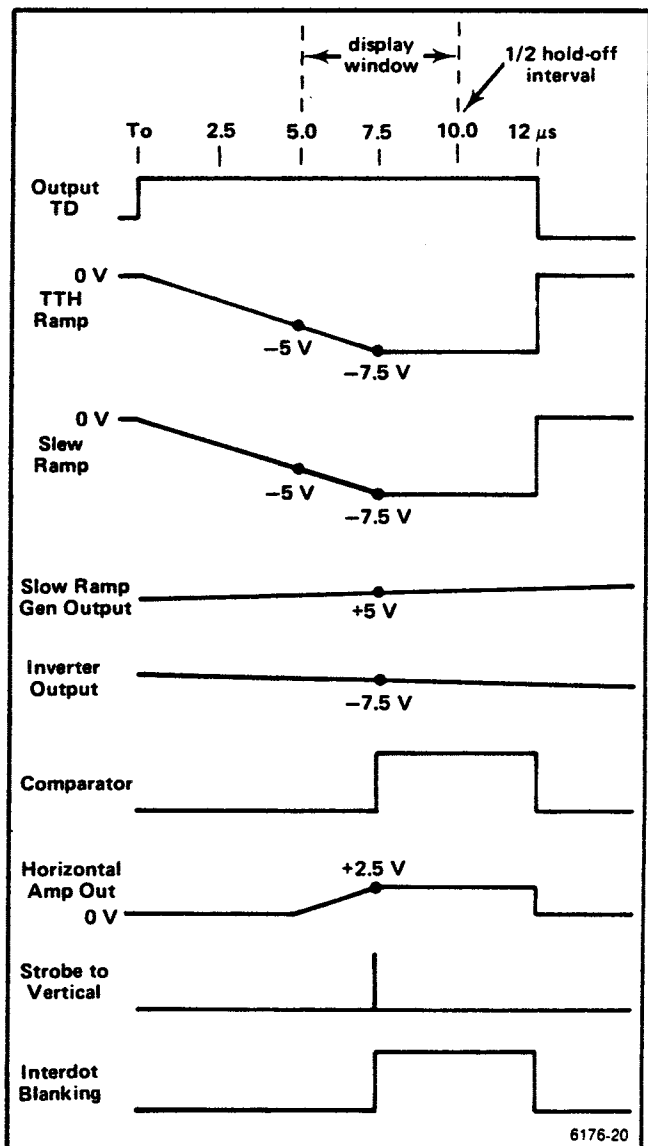 display
window
1/2 hold-off
interval
To 2.5 5.0 7.5 10.0 12 μs
Output
TD
0 V
TTH
Ramp
−5 V
−7.5 V
0 V
Slew
Ramp
−5 V
−7.5 V
Slow Ramp
Gen Output
+5 V
Inverter
Output
−7.5 V
Comparator
Horizontal
Amp Out
+2.5 V
0 V
Strobe to
Vertical
Interdot
Blanking
6176-20